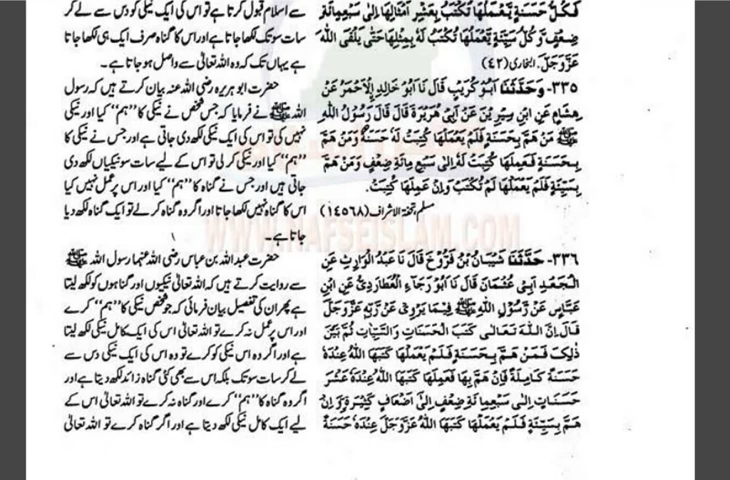 فَكُلُّ حَسَنَةٍ يَّعْمَلُهَا تُكْتَبُ بِعَشْرِ اَمْثَالِهَا اِلٰى سَبْعِمِائَةِ
ضِعْفٍ وَّكُلُّ سَيِّئَةٍ يَّعْمَلُهَا تُكْتَبُ لَهٗ بِمِثْلِهَا حَتّٰى يَلْقَى اللّٰهَ
عَزَّوَجَلَّ. البخاری (٤٢)
٣٣٥- وَحَدَّثَنَا اَبُوْ كُرَيْبٍ قَالَ نَا اَبُوْ خَالِدِ اِلْاَحْمَرُ عَنْ
هِشَامٍ عَنِ ابْنِ سِيْرِيْنَ عَنْ اَبِیْ هُرَيْرَةَ قَالَ قَالَ رَسُوْلُ اللّٰهِ
ﷺ مَنْ هَمَّ بِحَسَنَةٍ فَلَمْ يَعْمَلْهَا كُتِبَتْ لَهٗ حَسَنَةً وَّمَنْ هَمَّ
بِحَسَنَةٍ فَعَمِلَهَا كُتِبَتْ لَهٗ اِلٰى سَبْعِ مِائَةِ ضِعْفٍ وَّمَنْ هَمَّ
بِسَيِّئَةٍ فَلَمْ يَعْمَلْهَا لَمْ تُكْتَبْ وَاِنْ عَمِلَهَا كُتِبَتْ.
مسلم، تحفۃ الاشراف (١٤٥٦٨)
٣٣٦- حَدَّثَنَا شَيْبَانُ بْنُ فَرُّوْخَ قَالَ نَا عَبْدُ الْوَارِثِ عَنِ
الْجَعْدِ اَبِیْ عُثْمَانَ قَالَ نَا اَبُوْ رَجَاءِ الْعُطَارِدِیُّ عَنِ ابْنِ
عَبَّاسٍ عَنْ رَّسُوْلِ اللّٰهِ ﷺ فِيْمَا يَرْوِیْ عَنْ رَّبِّهٖ عَزَّوَجَلَّ
قَالَ اِنَّ اللّٰهَ تَعَالٰى كَتَبَ الْحَسَنَاتِ وَالسَّيِّاٰتِ ثُمَّ بَيَّنَ
ذٰلِكَ فَمَنْ هَمَّ بِحَسَنَةٍ فَلَمْ يَعْمَلْهَا كَتَبَهَا اللّٰهُ عِنْدَهٗ
حَسَنَةً كَامِلَةً فَاِنْ هَمَّ بِهَا فَعَمِلَهَا كَتَبَهَا اللّٰهُ عِنْدَهٗ عَشْرَ
حَسَنَاتٍ اِلٰى سَبْعِمِائَةِ ضِعْفٍ اِلٰى اَضْعَافٍ كَثِيْرَةٍ وَّاِنْ
هَمَّ بِسَيِّئَةٍ فَلَمْ يَعْمَلْهَا كَتَبَهَا اللّٰهُ عَزَّوَجَلَّ عِنْدَهٗ حَسَنَةً
سے اسلام قبول کرتا ہے تو اس کی ایک نیکی کو دس سے لے کر
سات سو تک لکھا جاتا ہے اور اس کا گناہ صرف ایک ہی لکھا جاتا
ہے یہاں تک کہ وہ اللہ تعالیٰ سے واصل ہو جاتا ہے۔
حضرت ابو ہریرہ رضی اللہ عنہ بیان کرتے ہیں کہ رسول
اللہ ﷺ نے فرمایا کہ جس شخص نے نیکی کا ’’ہم‘‘ کیا اور نیکی
نہیں کی تو اس کی ایک نیکی لکھ دی جاتی ہے اور جس نے نیکی کا
’’ہم‘‘ کیا اور نیکی کر لی تو اس کے لیے سات سو نیکیاں لکھ دی
جاتی ہیں اور جس نے گناہ کا ’’ہم‘‘ کیا اور اس پر عمل نہیں کیا
اس کا گناہ نہیں لکھا جاتا اور اگر وہ گناہ کرلے تو ایک گناہ لکھ دیا
جاتا ہے۔
حضرت عبد اللہ بن عباس رضی اللہ عنہما رسول اللہ ﷺ
سے روایت کرتے ہیں کہ اللہ تعالیٰ نیکیوں اور گناہوں کو لکھ لیتا
ہے پھر ان کی تفصیل بیان فرمائی کہ جو شخص نیکی کا ’’ہم‘‘ کرے
اور اس پر عمل نہ کرے تو اللہ تعالیٰ اس کی ایک کامل نیکی لکھ لیتا
ہے اور اگر وہ اس نیکی کو کرے تو وہ اس کی ایک نیکی دس سے
لے کر سات سو تک بلکہ اس سے بھی کئی گناہ زائد لکھ دیتا ہے اور
اگر وہ گناہ کا ’’ہم‘‘ کرے اور گناہ نہ کرے تو اللہ تعالیٰ اس کے
لیے ایک کامل نیکی لکھ دیتا ہے اور اگر گناہ کرے تو اللہ تعالیٰ
WWW.NAFSEISLAM.COM